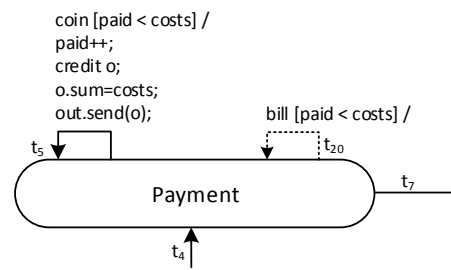 coin [paid < costs] /
paid++;
credit o;
o.sum=costs;
out.send(o);
bill [paid < costs] /
t5
t20
Payment
t7
t4